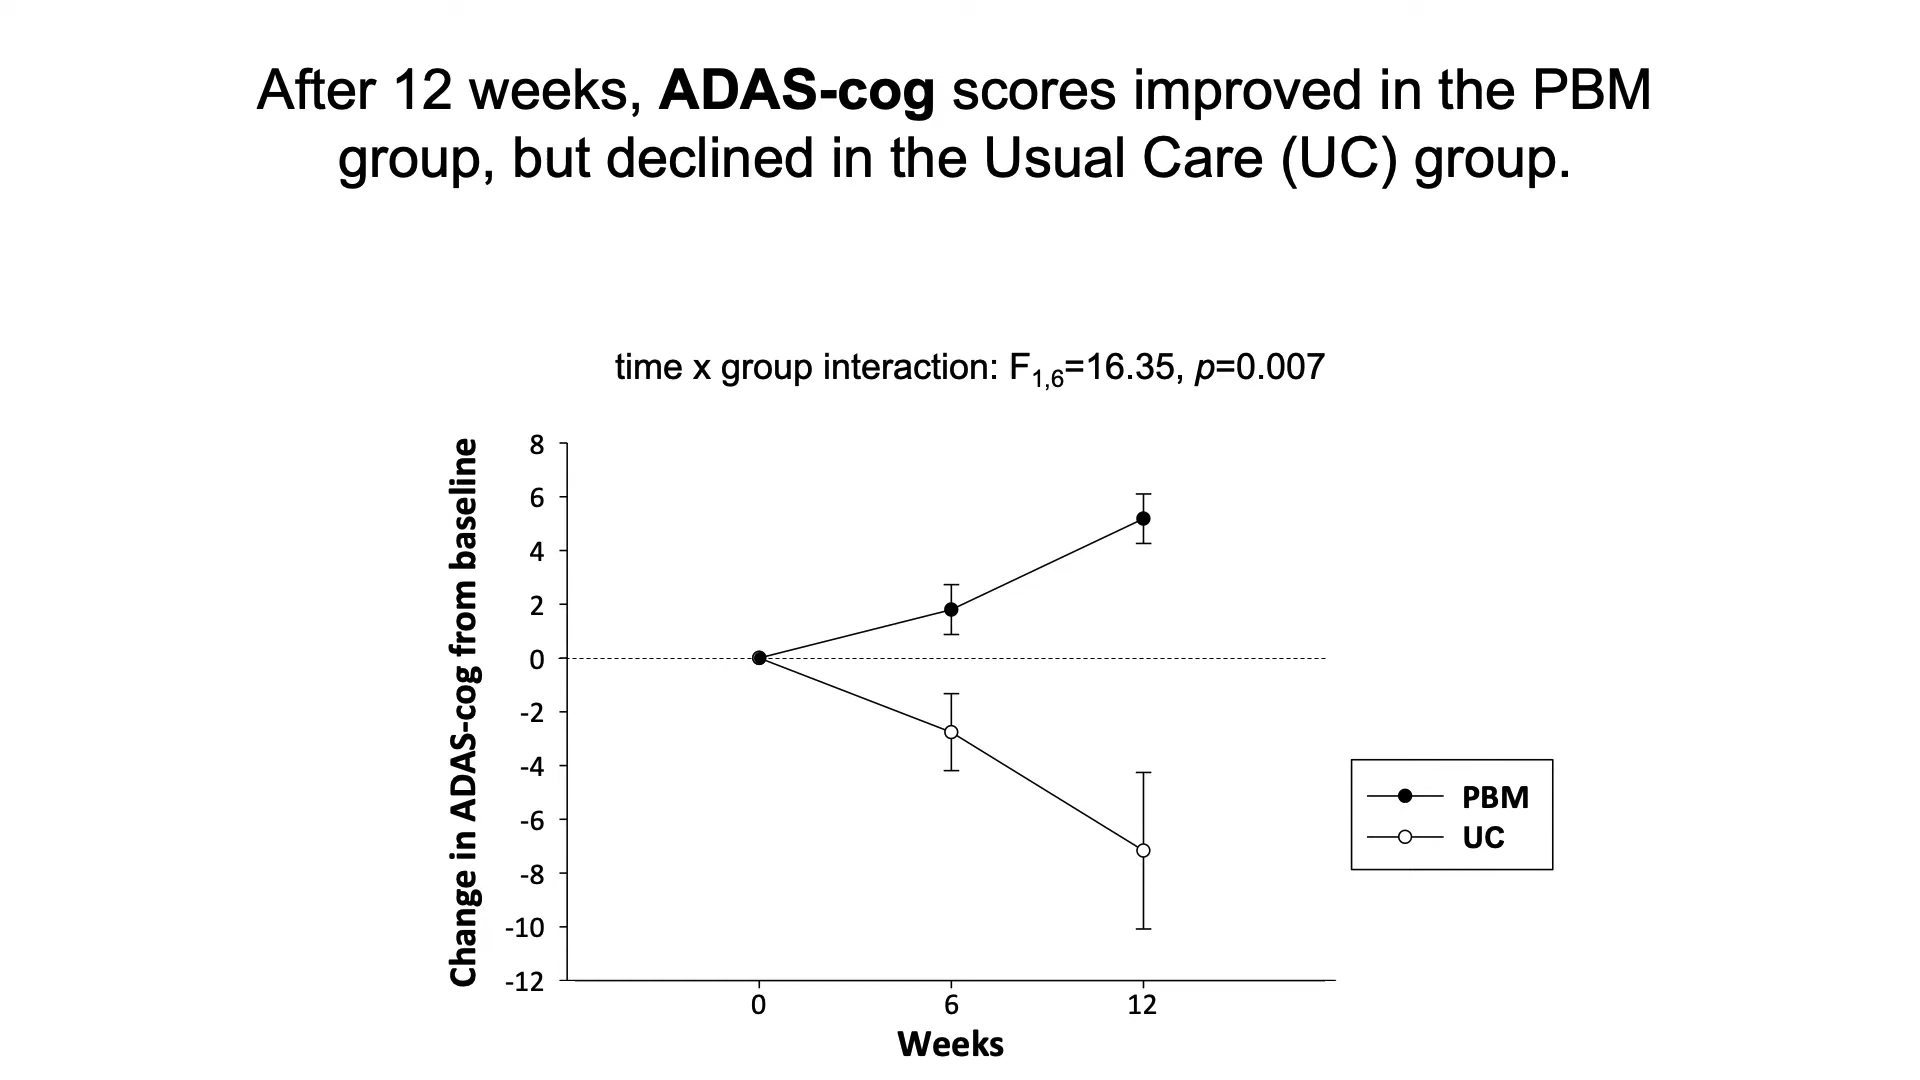 After 12 weeks, ADAS-cog scores improved in the PBM
group, but declined in the Usual Care (UC) group.
time x group interaction: F1,6=16.35, p=0.007
Change in ADAS-cog from baseline
8
6
4
2
0
-2
-4
-6
-8
-10
-12
0 6 12
Weeks
PBM
UC